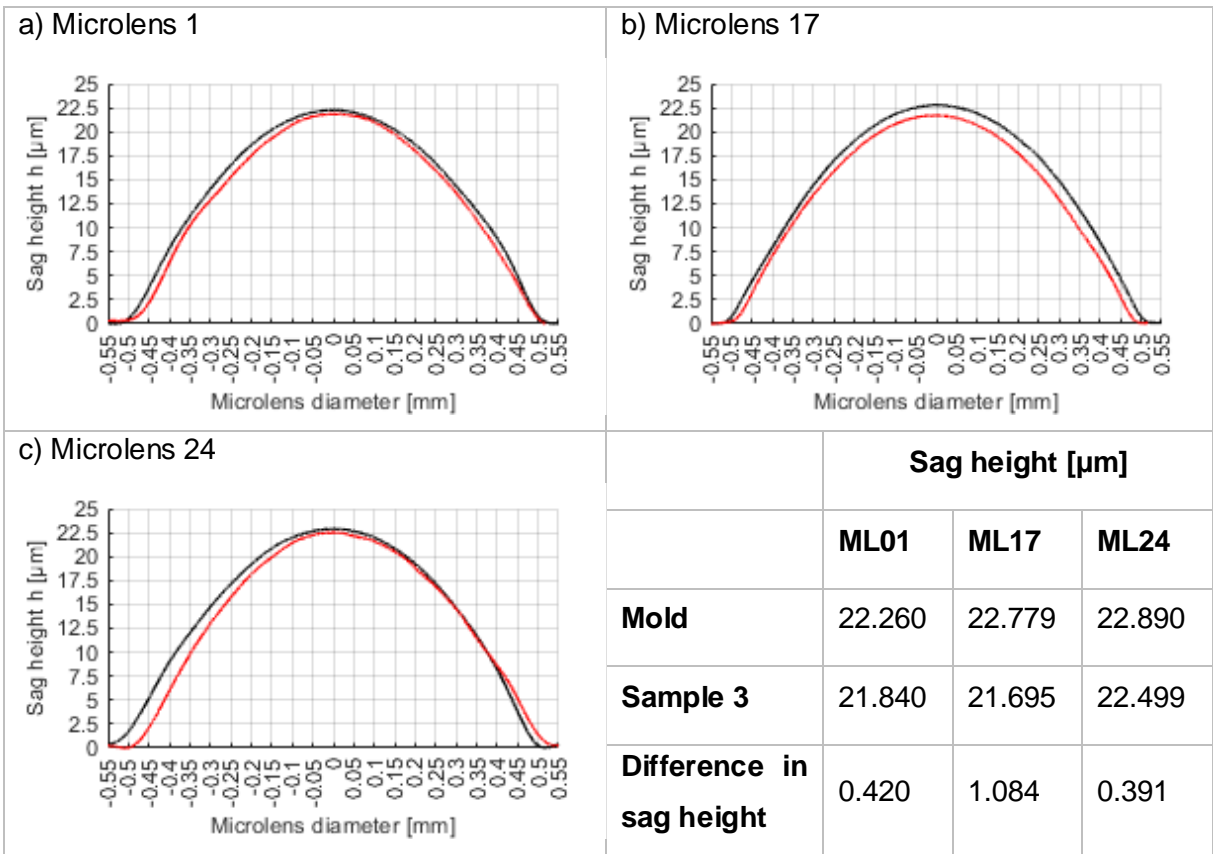 a) Microlens 1
25
22.5
20
17.5
15
12.5
10
7.5
5
2.5
0
Sag height h [µm]
-0.55 -0.5 -0.45 -0.4 -0.35 -0.3 -0.25 -0.2 -0.15 -0.1 -0.05 0 0.05 0.1 0.15 0.2 0.25 0.3 0.35 0.4 0.45 0.5 0.55
Microlens diameter [mm]
b) Microlens 17
25
22.5
20
17.5
15
12.5
10
7.5
5
2.5
0
Sag height h [µm]
-0.55 -0.5 -0.45 -0.4 -0.35 -0.3 -0.25 -0.2 -0.15 -0.1 -0.05 0 0.05 0.1 0.15 0.2 0.25 0.3 0.35 0.4 0.45 0.5 0.55
Microlens diameter [mm]
c) Microlens 24
25
22.5
20
17.5
15
12.5
10
7.5
5
2.5
0
Sag height h [µm]
-0.55 -0.5 -0.45 -0.4 -0.35 -0.3 -0.25 -0.2 -0.15 -0.1 -0.05 0 0.05 0.1 0.15 0.2 0.25 0.3 0.35 0.4 0.45 0.5 0.55
Microlens diameter [mm]
Sag height [µm]
ML01 ML17 ML24
Mold 22.260 22.779 22.890
Sample 3 21.840 21.695 22.499
Difference in
sag height 0.420 1.084 0.391